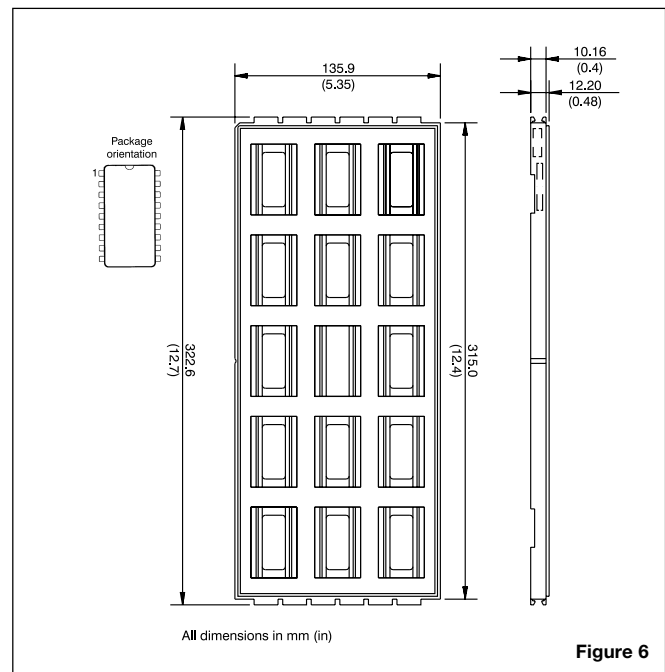 135.9
(5.35)
10.16
(0.4)
12.20
(0.48)
Package
orientation
1
322.6
(12.7)
315.0
(12.4)
All dimensions in mm (in)
Figure 6